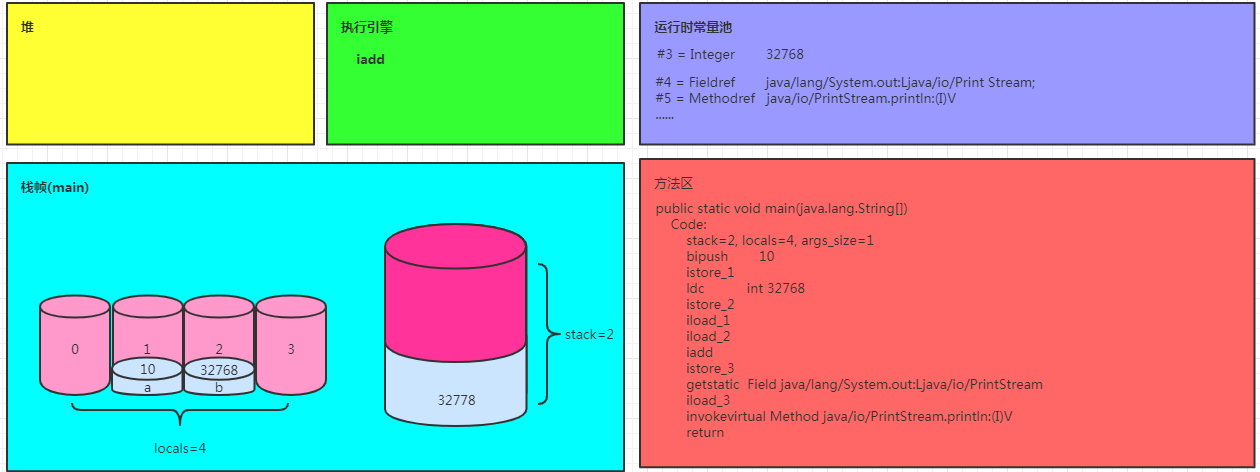 堆
执行引擎
iadd
运行时常量池
#3 = Integer 32768
#4 = Fieldref java/lang/System.out:Ljava/io/Print Stream;
#5 = Methodref java/io/PrintStream.println:(I)V
......
栈帧(main)
0
1
2
3
10
32768
a
b
locals=4
32778
stack=2
方法区
public static void main(java.lang.String[])
Code:
stack=2, locals=4, args_size=1
bipush 10
istore_1
ldc int 32768
istore_2
iload_1
iload_2
iadd
istore_3
getstatic Field java/lang/System.out:Ljava/io/PrintStream
iload_3
invokevirtual Method java/io/PrintStream.println:(I)V
return